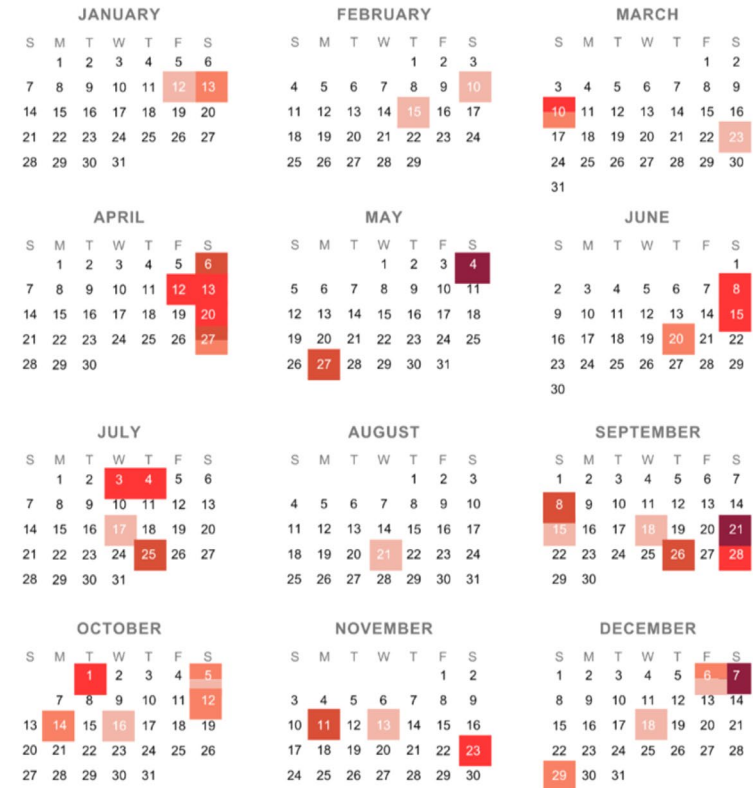 JANUARY
S M T W T F S
1 2 3 4 5 6
7 8 9 10 11 12 13
14 15 16 17 18 19 20
21 22 23 24 25 26 27
28 29 30 31
FEBRUARY
S M T W T F S
1 2 3
4 5 6 7 8 9 10
11 12 13 14 15 16 17
18 19 20 21 22 23 24
25 26 27 28 29
MARCH
S M T W T F S
1 2
3 4 5 6 7 8 9
10 11 12 13 14 15 16
17 18 19 20 21 22 23
24 25 26 27 28 29 30
31
APRIL
S M T W T F S
1 2 3 4 5 6
7 8 9 10 11 12 13
14 15 16 17 18 19 20
21 22 23 24 25 26 27
28 29 30
MAY
S M T W T F S
1 2 3 4
5 6 7 8 9 10 11
12 13 14 15 16 17 18
19 20 21 22 23 24 25
26 27 28 29 30 31
JUNE
S M T W T F S
1
2 3 4 5 6 7 8
9 10 11 12 13 14 15
16 17 18 19 20 21 22
23 24 25 26 27 28 29
30
JULY
S M T W T F S
1 2 3 4 5 6
7 8 9 10 11 12 13
14 15 16 17 18 19 20
21 22 23 24 25 26 27
28 29 30 31
AUGUST
S M T W T F S
1 2 3
4 5 6 7 8 9 10
11 12 13 14 15 16 17
18 19 20 21 22 23 24
25 26 27 28 29 30 31
SEPTEMBER
S M T W T F S
1 2 3 4 5 6 7
8 9 10 11 12 13 14
15 16 17 18 19 20 21
22 23 24 25 26 27 28
29 30
OCTOBER
S M T W T F S
1 2 3 4 5
7 8 9 10 11 12
13 14 15 16 17 18 19
20 21 22 23 24 25 26
27 28 29 30 31
NOVEMBER
S M T W T F S
1 2
3 4 5 6 7 8 9
10 11 12 13 14 15 16
17 18 19 20 21 22 23
24 25 26 27 28 29 30
DECEMBER
S M T W T F S
1 2 3 4 5 6 7
8 9 10 11 12 13 14
15 16 17 18 19 20 21
22 23 24 25 26 27 28
29 30 31